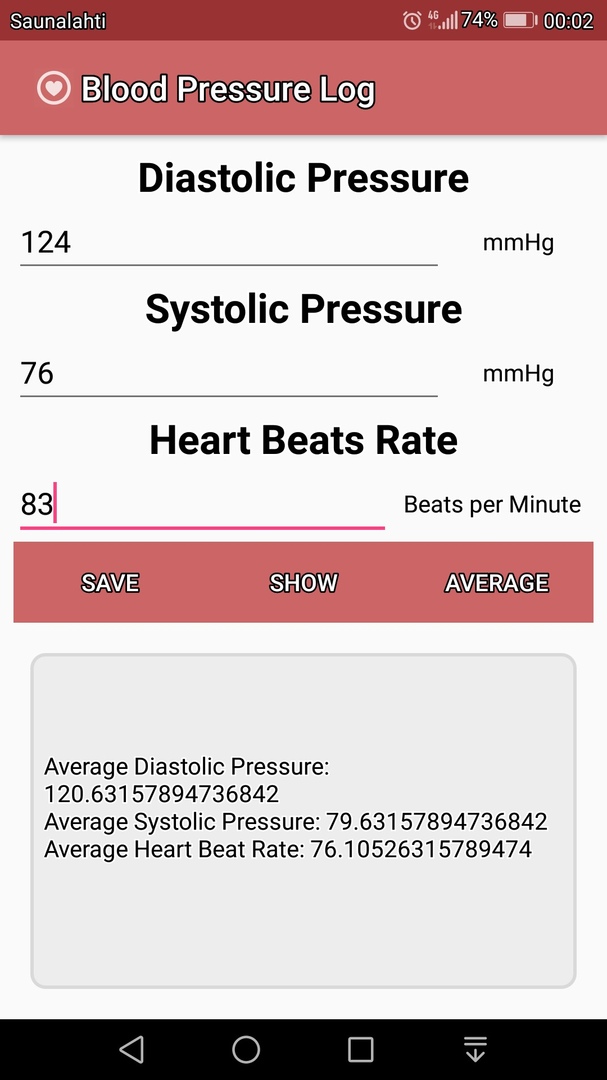 Saunalahti 4G 74% 00:02
Blood Pressure Log
Diastolic Pressure
124 mmHg
Systolic Pressure
76 mmHg
Heart Beats Rate
83 Beats per Minute
SAVE SHOW AVERAGE
Average Diastolic Pressure:
120.63157894736842
Average Systolic Pressure: 79.63157894736842
Average Heart Beat Rate: 76.10526315789474